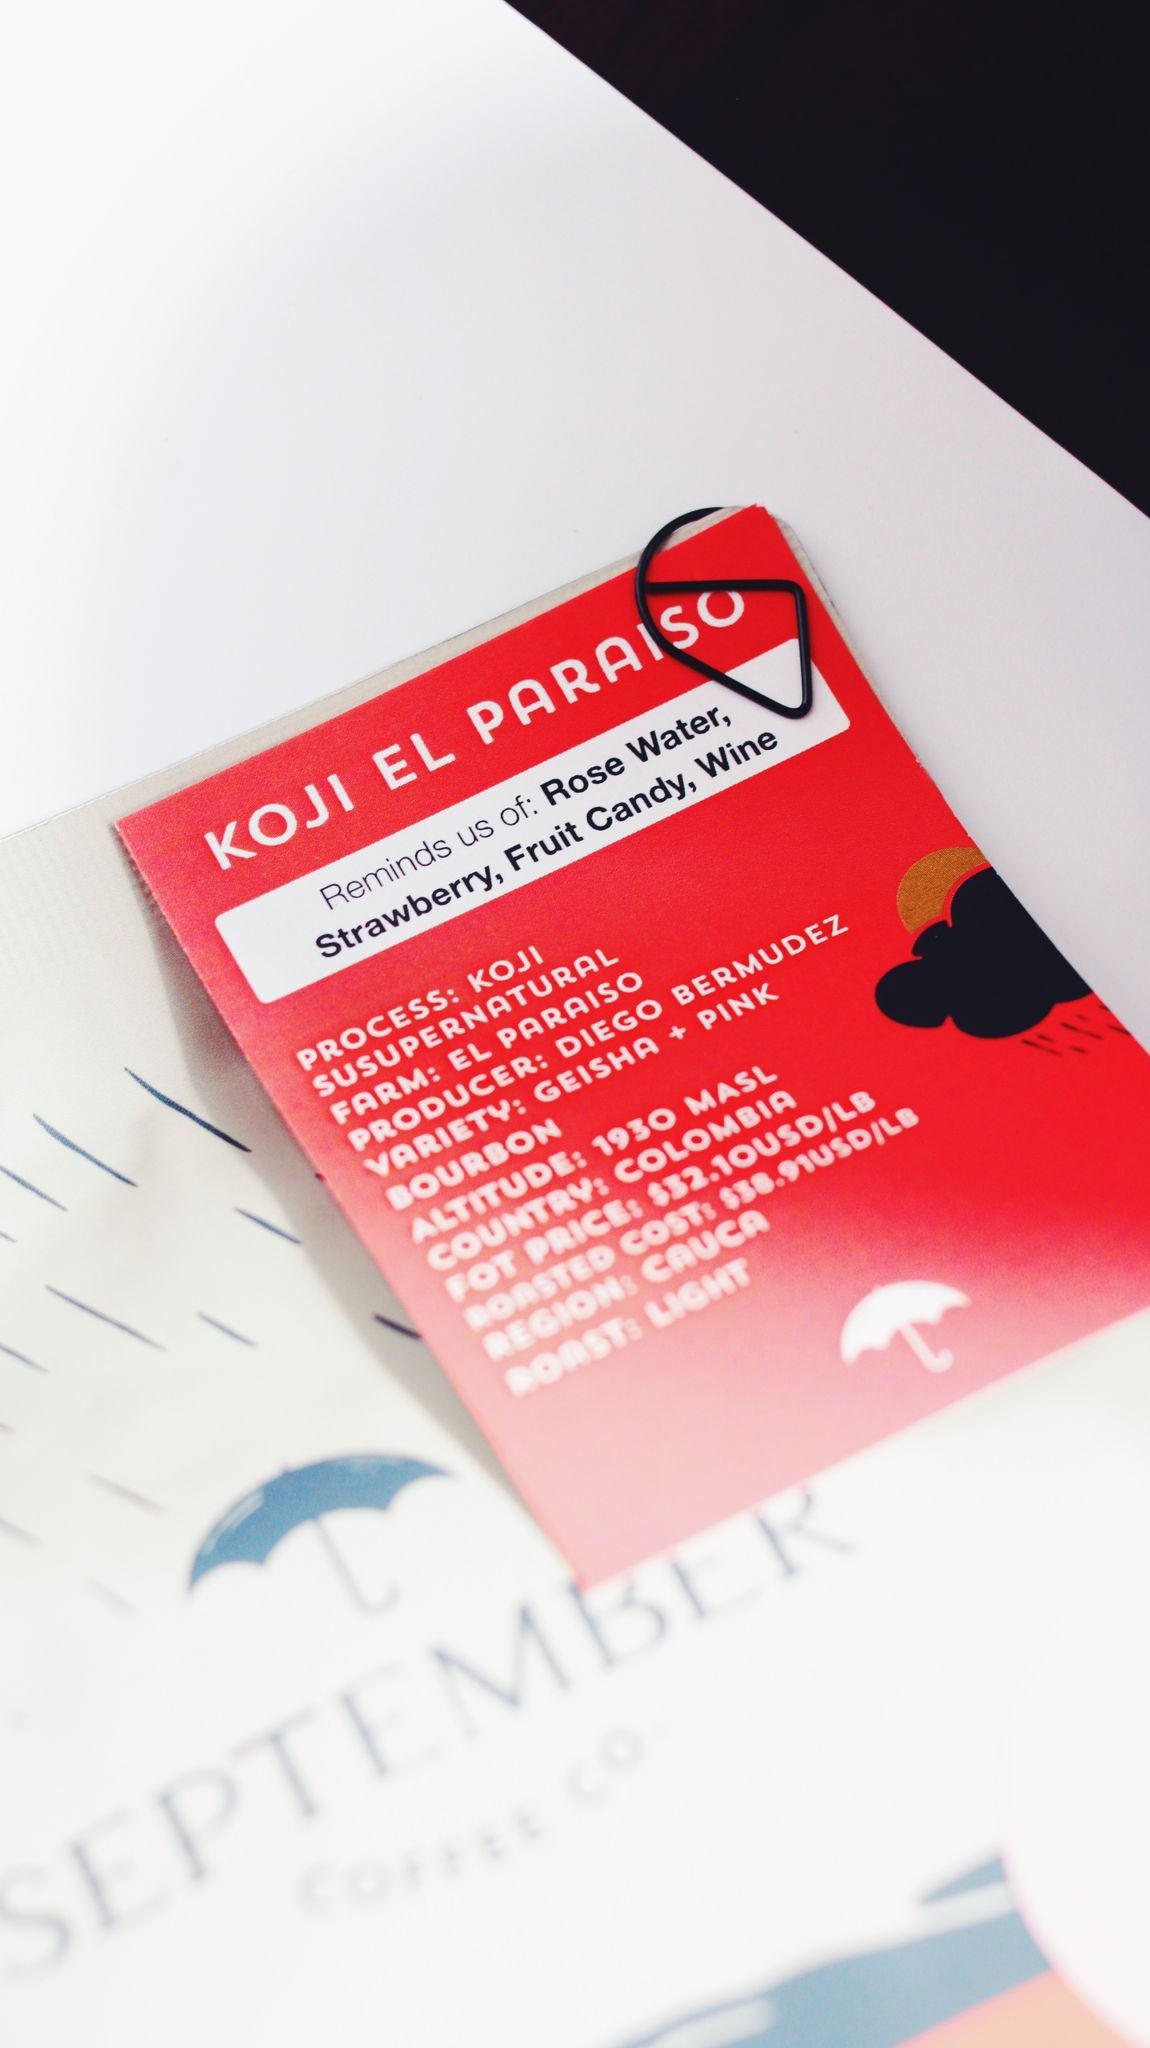 KOJI EL PARAISO
Reminds us of: Rose Water,
Strawberry, Fruit Candy, Wine
PROCESS: KOJI
SUSUPERNATURAL
FARM: EL PARAISO
PRODUCER: DIEGO BERMUDEZ
VARIETY: GEISHA + PINK
BOURBON
ALTITUDE: 1930 MASL
COUNTRY: COLOMBIA
FOT PRICE: $32.10USD/LB
ROASTED COST: $38.91USD/LB
REGION: CAUCA
ROAST: LIGHT
SEPTEMBER
COFFEE CO.